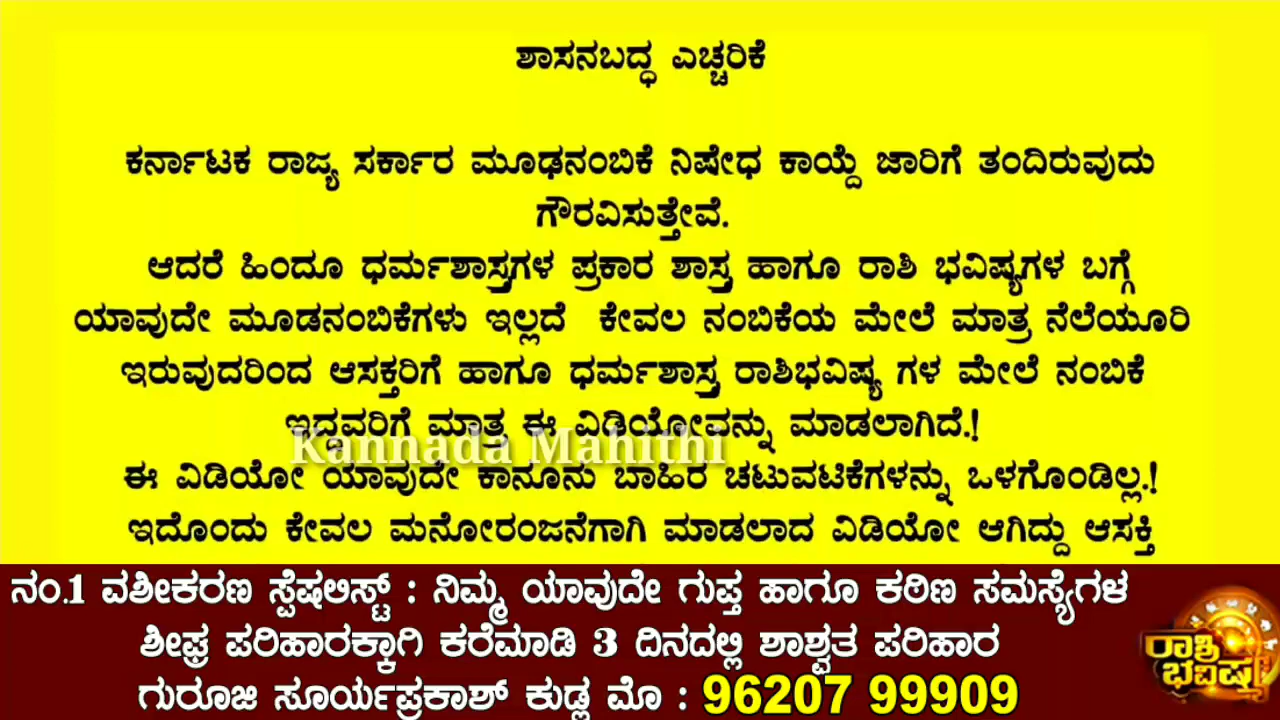 ಶಾಸನಬದ್ಧ ಎಚ್ಚರಿಕೆ
ಕರ್ನಾಟಕ ರಾಜ್ಯ ಸರ್ಕಾರ ಮೂಢನಂಬಿಕೆ ನಿಷೇಧ ಕಾಯ್ದೆ ಜಾರಿಗೆ ತಂದಿರುವುದು
ಗೌರವಿಸುತ್ತೇವೆ.
ಆದರೆ ಹಿಂದೂ ಧರ್ಮಶಾಸ್ತ್ರಗಳ ಪ್ರಕಾರ ಶಾಸ್ತ್ರ ಹಾಗೂ ರಾಶಿ ಭವಿಷ್ಯಗಳ ಬಗ್ಗೆ
ಯಾವುದೇ ಮೂಡನಂಬಿಕೆಗಳು ಇಲ್ಲದೆ ಕೇವಲ ನಂಬಿಕೆಯ ಮೇಲೆ ಮಾತ್ರ ನೆಲೆಯೂರಿ
ಇರುವುದರಿಂದ ಆಸಕ್ತರಿಗೆ ಹಾಗೂ ಧರ್ಮಶಾಸ್ತ್ರ ರಾಶಿಭವಿಷ್ಯ ಗಳ ಮೇಲೆ ನಂಬಿಕೆ
ಇದ್ದವರಿಗೆ ಮಾತ್ರ ಈ ವಿಡಿಯೋವನ್ನು ಮಾಡಲಾಗಿದೆ.!
Kannada Mahithi
ಈ ವಿಡಿಯೋ ಯಾವುದೇ ಕಾನೂನು ಬಾಹಿರ ಚಟುವಟಿಕೆಗಳನ್ನು ಒಳಗೊಂಡಿಲ್ಲ.!
ಇದೊಂದು ಕೇವಲ ಮನೋರಂಜನೆಗಾಗಿ ಮಾಡಲಾದ ವಿಡಿಯೋ ಆಗಿದ್ದು ಆಸಕ್ತಿ
ನಂ.1 ವಶೀಕರಣ ಸ್ಪೆಷಲಿಸ್ಟ್ : ನಿಮ್ಮ ಯಾವುದೇ ಗುಪ್ತ ಹಾಗೂ ಕಠಿಣ ಸಮಸ್ಯೆಗಳ
ಶೀಘ್ರ ಪರಿಹಾರಕ್ಕಾಗಿ ಕರೆಮಾಡಿ 3 ದಿನದಲ್ಲಿ ಶಾಶ್ವತ ಪರಿಹಾರ
ಗುರೂಜಿ ಸೂರ್ಯಪ್ರಕಾಶ್ ಕುಡ್ಲ ಮೊ : 96207 99909
ರಾಶಿ
ಭವಿಷ್ಯ